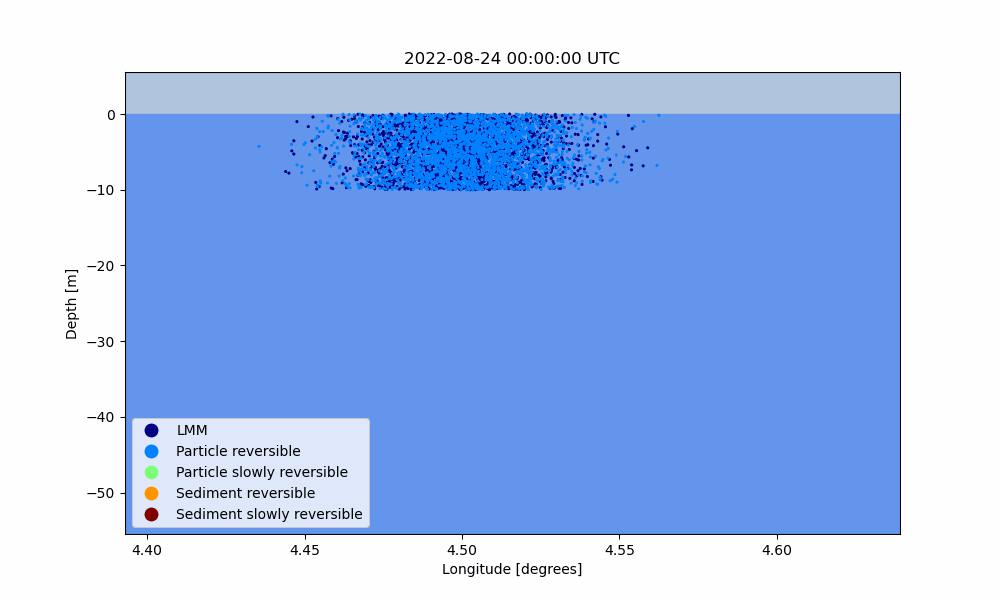 2022-08-24 00:00:00 UTC
0
−10
−20
−30
−40
−50
Depth [m]
LMM
Particle reversible
Particle slowly reversible
Sediment reversible
Sediment slowly reversible
4.40 4.45 4.50 4.55 4.60
Longitude [degrees]